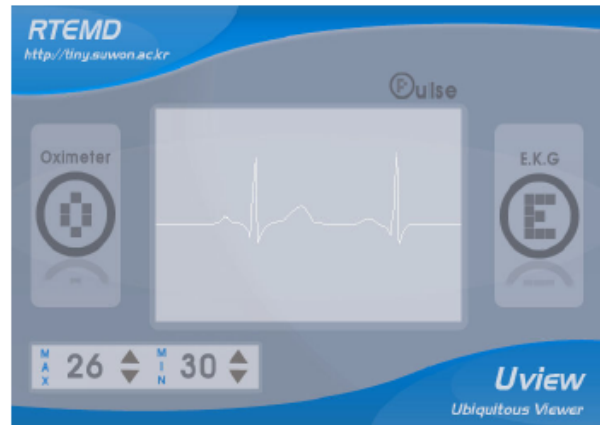 RTEMD
http://tiny.suwon.ac.kr
Pulse
Oximeter
E.K.G
O
E
MAX 26 MIN 30
Uview
Ubiquitous Viewer